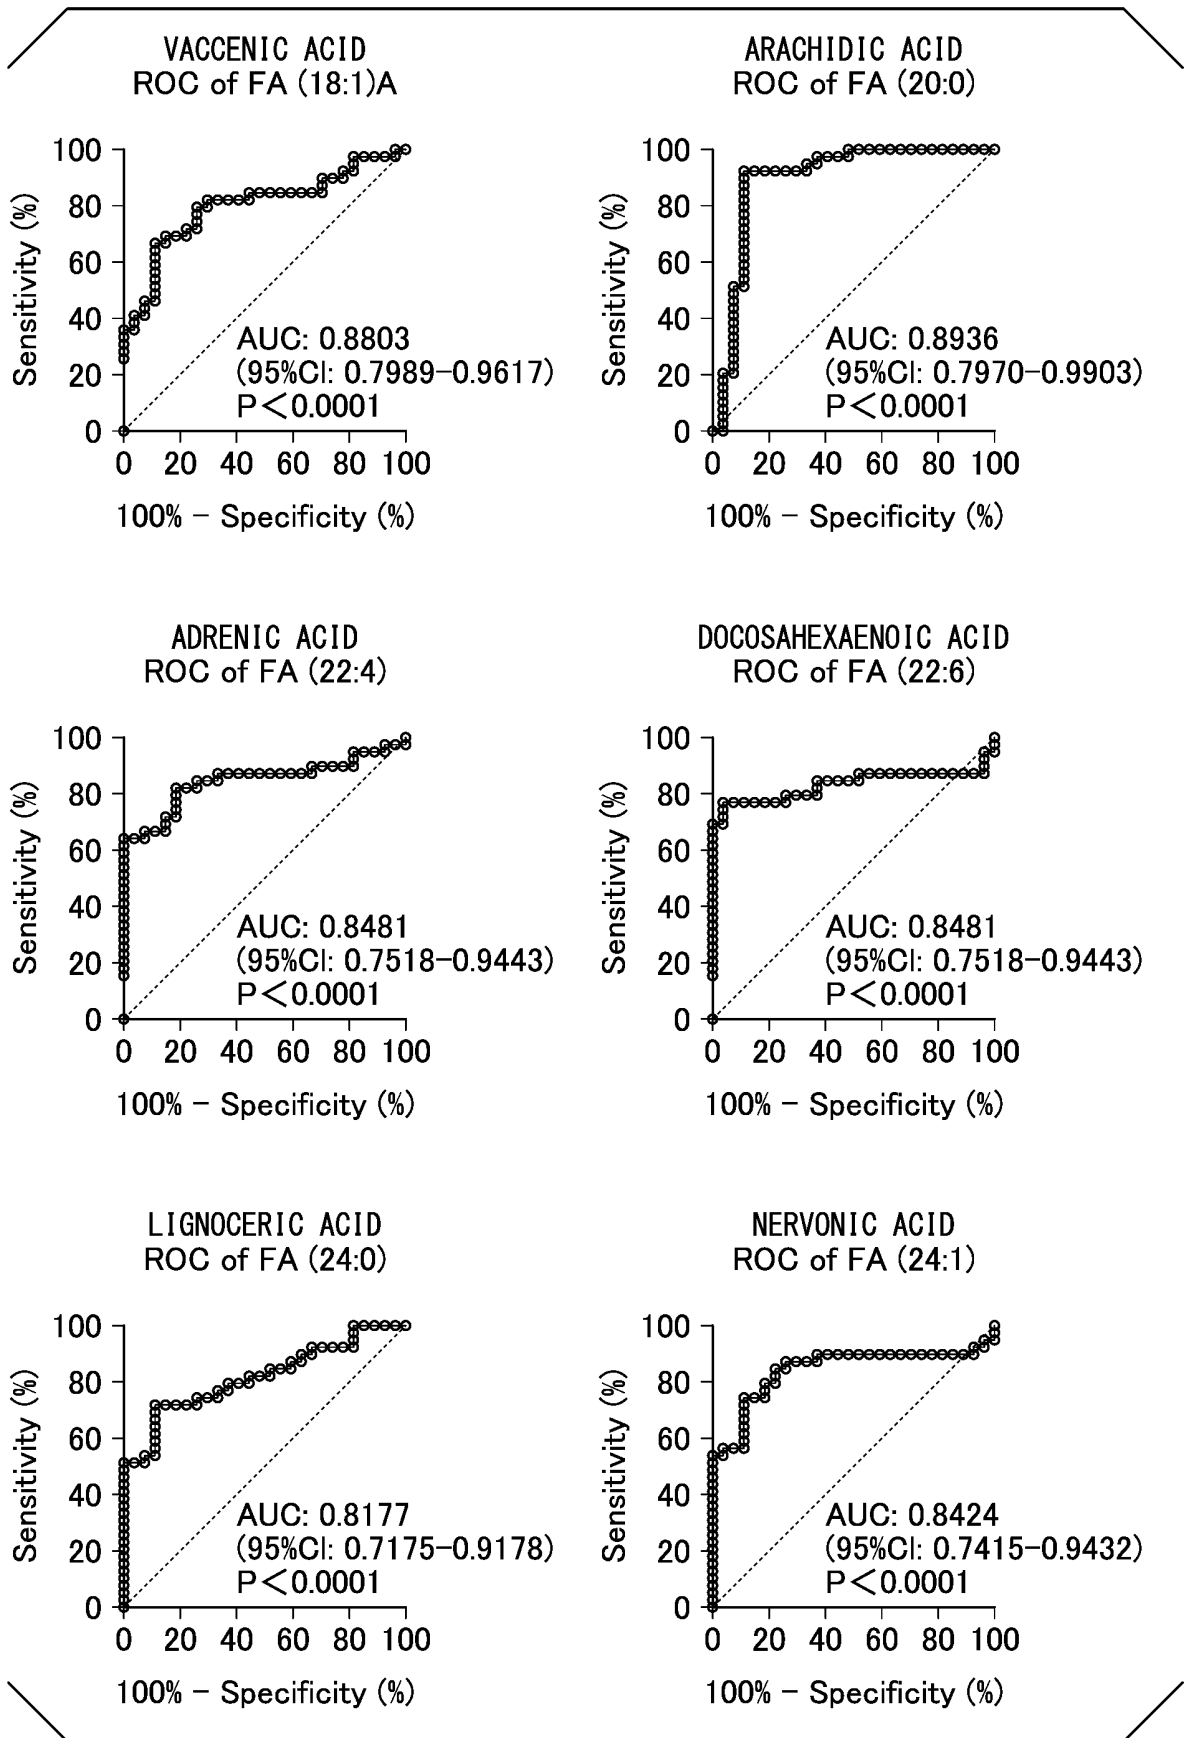 VACCENIC ACID
ROC of FA (18:1)A
Sensitivity (%)
100
80
60
40
20
0
AUC: 0.8803
(95%CI: 0.7989-0.9617)
P<0.0001
0 20 40 60 80 100
100% - Specificity (%)
ARACHIDIC ACID
ROC of FA (20:0)
Sensitivity (%)
100
80
60
40
20
0
AUC: 0.8936
(95%CI: 0.7970-0.9903)
P<0.0001
0 20 40 60 80 100
100% - Specificity (%)
ADRENIC ACID
ROC of FA (22:4)
Sensitivity (%)
100
80
60
40
20
0
AUC: 0.8481
(95%CI: 0.7518-0.9443)
P<0.0001
0 20 40 60 80 100
100% - Specificity (%)
DOCOSAHEXAENOIC ACID
ROC of FA (22:6)
Sensitivity (%)
100
80
60
40
20
0
AUC: 0.8481
(95%CI: 0.7518-0.9443)
P<0.0001
0 20 40 60 80 100
100% - Specificity (%)
LIGNOCERIC ACID
ROC of FA (24:0)
Sensitivity (%)
100
80
60
40
20
0
AUC: 0.8177
(95%CI: 0.7175-0.9178)
P<0.0001
0 20 40 60 80 100
100% - Specificity (%)
NERVONIC ACID
ROC of FA (24:1)
Sensitivity (%)
100
80
60
40
20
0
AUC: 0.8424
(95%CI: 0.7415-0.9432)
P<0.0001
0 20 40 60 80 100
100% - Specificity (%)